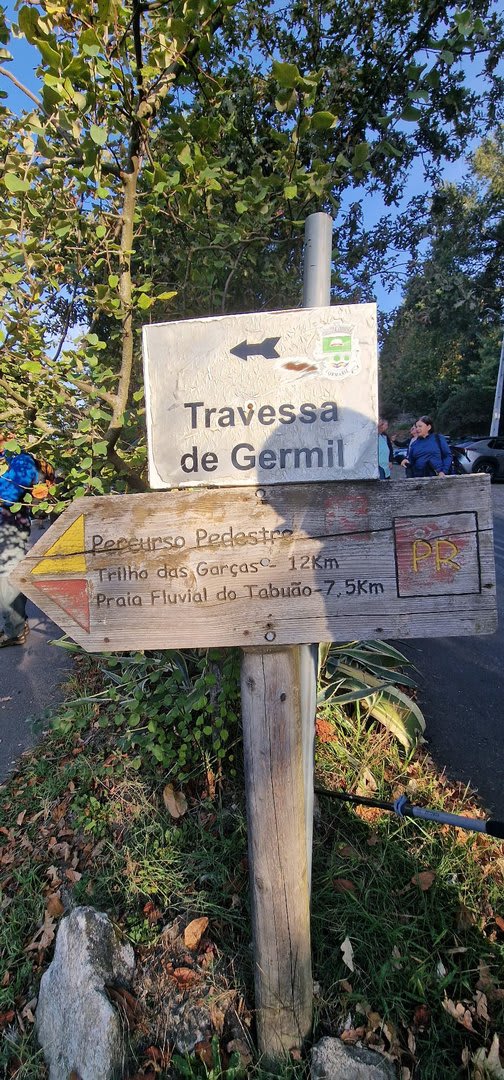 Travessa
de Germil
Percurso Pedestre
Trilho das Garças - 12Km
Praia Fluvial do Tabuão-7,5Km
PR